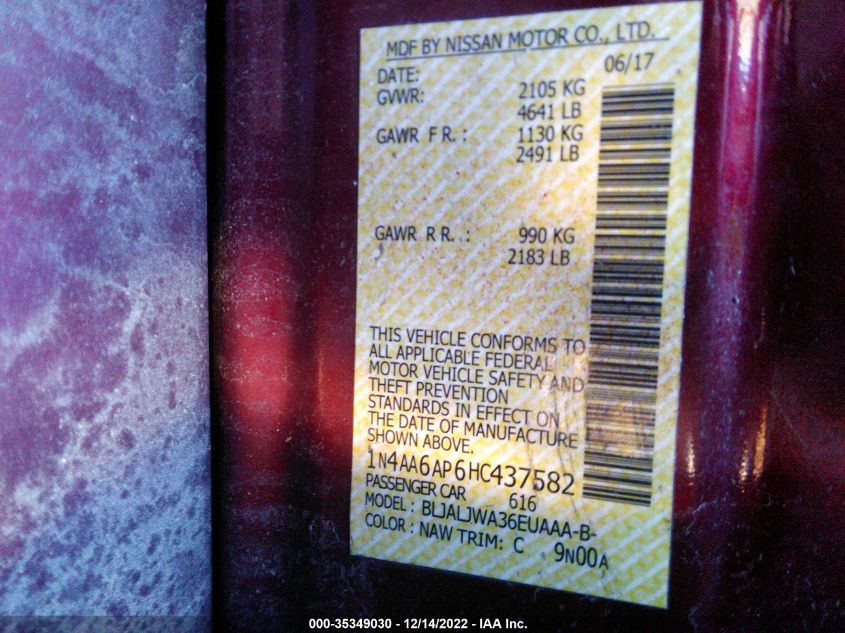 MDF BY NISSAN MOTOR CO., LTD.
DATE: 06/17
GVWR: 2105 KG
4641 LB
GAWR F R. : 1130 KG
2491 LB
GAWR R R. : 990 KG
2183 LB
THIS VEHICLE CONFORMS TO
ALL APPLICABLE FEDERAL
MOTOR VEHICLE SAFETY AND
THEFT PREVENTION
STANDARDS IN EFFECT ON
THE DATE OF MANUFACTURE
SHOWN ABOVE.
1N4AA6AP6HC437582
PASSENGER CAR 616
MODEL : BLJALJWA36EUAAA-B-
COLOR : NAW TRIM: C 9N00A
000-35349030 - 12/14/2022 - IAA Inc.